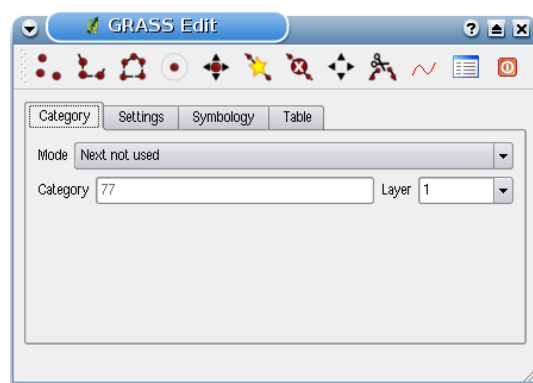 GRASS Edit
Category Settings Symbology Table
Mode Next not used
Category 77 Layer 1